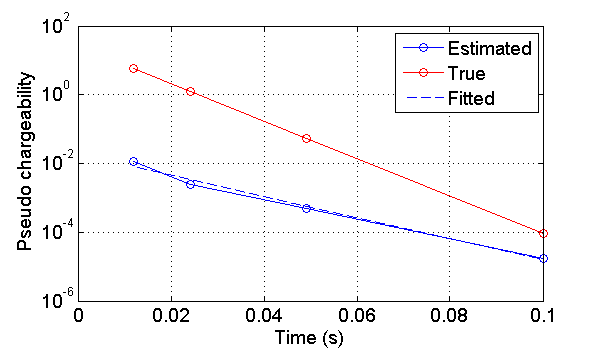 10^2
10^0
10^-2
10^-4
10^-6
Pseudo chargeability
Estimated
True
Fitted
0
0.02
0.04
0.06
0.08
0.1
Time (s)